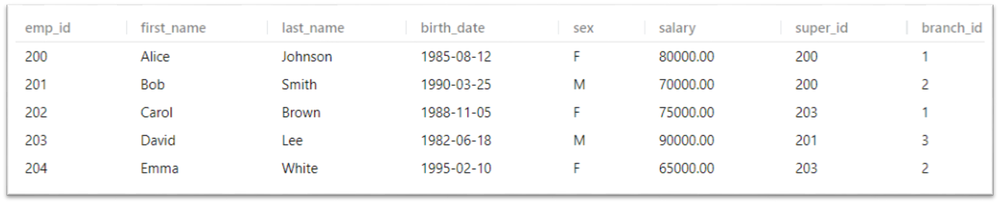 emp_id first_name last_name birth_date sex salary super_id branch_id
200 Alice Johnson 1985-08-12 F 80000.00 200 1
201 Bob Smith 1990-03-25 M 70000.00 200 2
202 Carol Brown 1988-11-05 F 75000.00 203 1
203 David Lee 1982-06-18 M 90000.00 201 3
204 Emma White 1995-02-10 F 65000.00 203 2